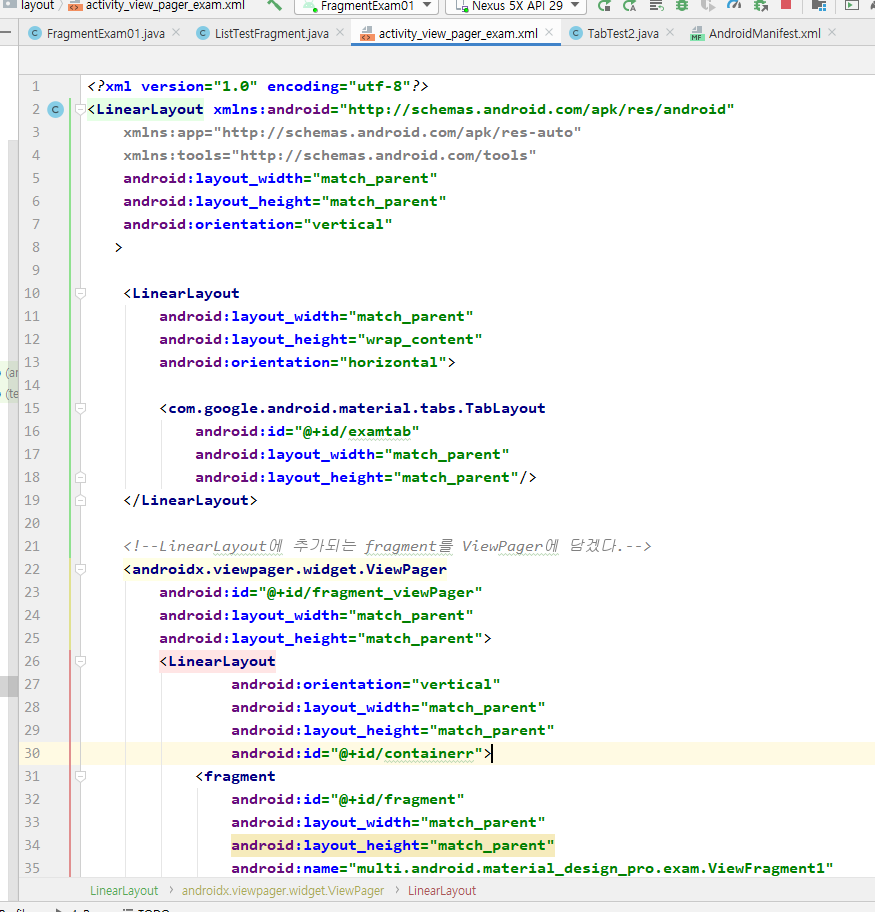 layout activity_view_pager_exam.xml FragmentExam01 Nexus 5X API 29
FragmentExam01.java ListTestFragment.java activity_view_pager_exam.xml TabTest2.java AndroidManifest.xml
1 <?xml version="1.0" encoding="utf-8"?>
2 <LinearLayout xmlns:android="http://schemas.android.com/apk/res/android"
3 xmlns:app="http://schemas.android.com/apk/res-auto"
4 xmlns:tools="http://schemas.android.com/tools"
5 android:layout_width="match_parent"
6 android:layout_height="match_parent"
7 android:orientation="vertical"
8 >
9
10 <LinearLayout
11 android:layout_width="match_parent"
12 android:layout_height="wrap_content"
13 android:orientation="horizontal">
14
15 <com.google.android.material.tabs.TabLayout
16 android:id="@+id/examtab"
17 android:layout_width="match_parent"
18 android:layout_height="match_parent"/>
19 </LinearLayout>
20
21 <!--LinearLayout에 추가되는 fragment를 ViewPager에 담겠다.-->
22 <androidx.viewpager.widget.ViewPager
23 android:id="@+id/fragment_viewPager"
24 android:layout_width="match_parent"
25 android:layout_height="match_parent">
26 <LinearLayout
27 android:orientation="vertical"
28 android:layout_width="match_parent"
29 android:layout_height="match_parent"
30 android:id="@+id/containerr">
31 <fragment
32 android:id="@+id/fragment"
33 android:layout_width="match_parent"
34 android:layout_height="match_parent"
35 android:name="multi.android.material_design_pro.exam.ViewFragment1"
LinearLayout androidx.viewpager.widget.ViewPager LinearLayout